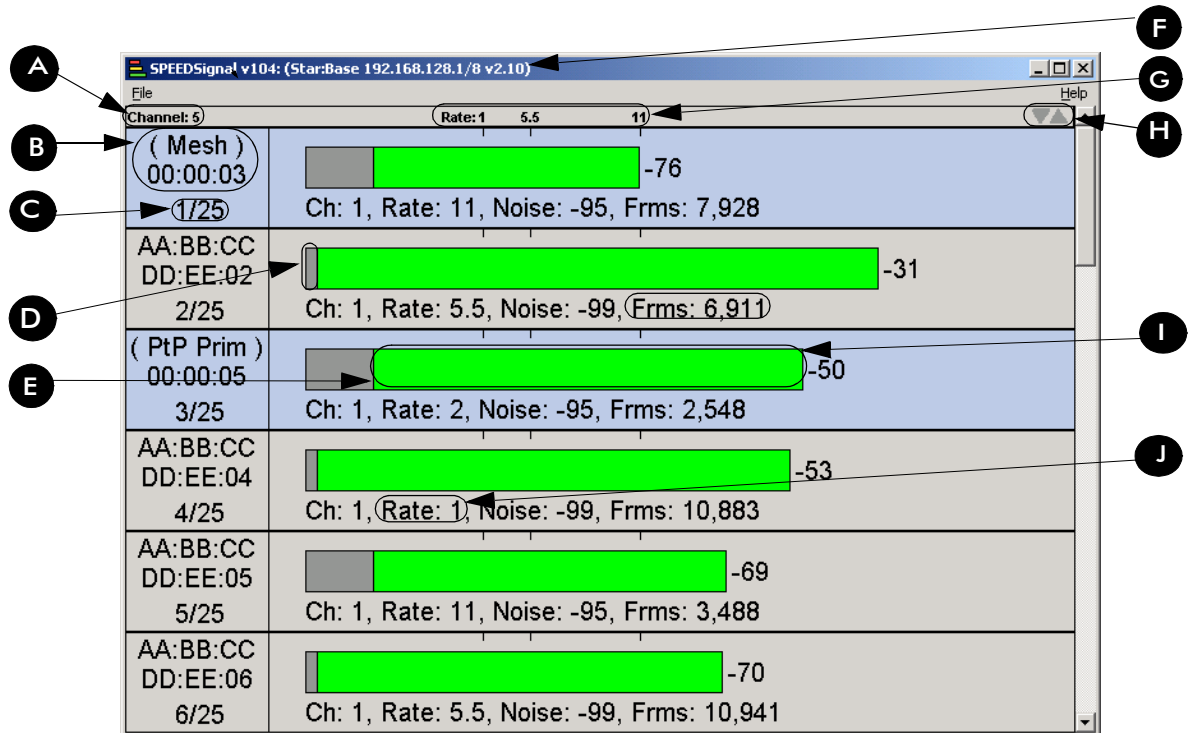 F
A
SPEEDSignal v104: (Star:Base 192.168.128.1/8 v2.10)
G
File Help
Channel: 5 Rate: 1 5.5 11
H
B
( Mesh )
00:00:03
-76
C
1/25
Ch: 1, Rate: 11, Noise: -95, Frms: 7,928
AA:BB:CC
DD:EE:02
-31
D
2/25
Ch: 1, Rate: 5.5, Noise: -99, Frms: 6,911
I
( PtP Prim )
00:00:05
-50
E
3/25
Ch: 1, Rate: 2, Noise: -95, Frms: 2,548
AA:BB:CC
DD:EE:04
-53
J
4/25
Ch: 1, Rate: 1, Noise: -99, Frms: 10,883
AA:BB:CC
DD:EE:05
-69
5/25
Ch: 1, Rate: 11, Noise: -95, Frms: 3,488
AA:BB:CC
DD:EE:06
-70
6/25
Ch: 1, Rate: 5.5, Noise: -99, Frms: 10,941